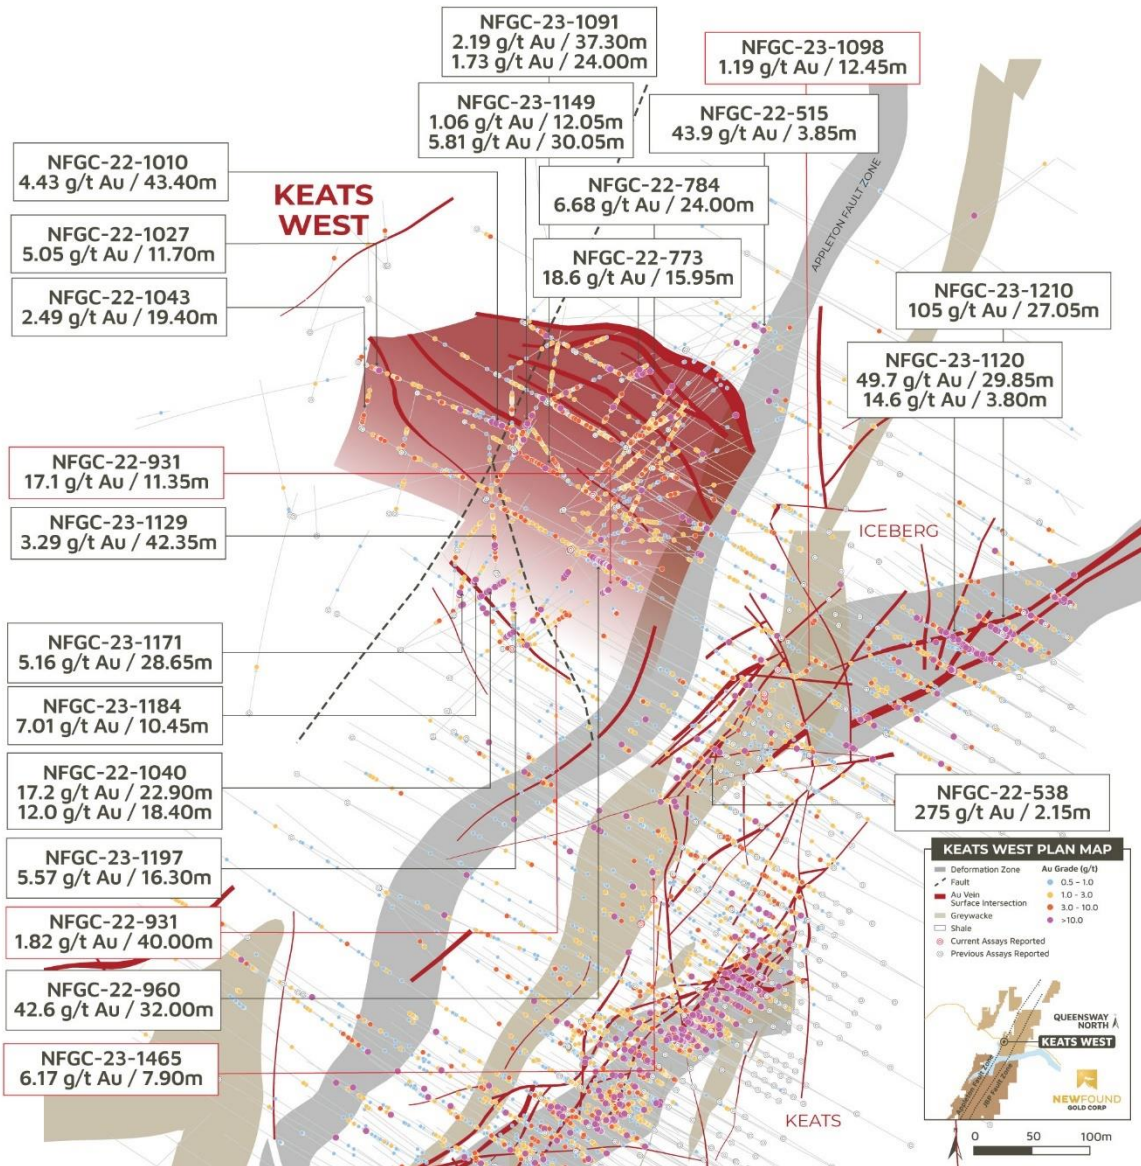 NFGC-23-1091
2.19 g/t Au / 37.30m
1.73 g/t Au / 24.00m
NFGC-23-1098
1.19 g/t Au / 12.45m
NFGC-23-1149
1.06 g/t Au / 12.05m
5.81 g/t Au / 30.05m
NFGC-22-515
43.9 g/t Au / 3.85m
NFGC-22-1010
4.43 g/t Au / 43.40m
KEATS
WEST
NFGC-22-784
6.68 g/t Au / 24.00m
APPLETON FAULT ZONE
NFGC-22-1027
5.05 g/t Au / 11.70m
NFGC-22-773
18.6 g/t Au / 15.95m
NFGC-22-1043
2.49 g/t Au / 19.40m
NFGC-23-1210
105 g/t Au / 27.05m
NFGC-23-1120
49.7 g/t Au / 29.85m
14.6 g/t Au / 3.80m
NFGC-22-931
17.1 g/t Au / 11.35m
NFGC-23-1129
3.29 g/t Au / 42.35m
ICEBERG
NFGC-23-1171
5.16 g/t Au / 28.65m
NFGC-23-1184
7.01 g/t Au / 10.45m
NFGC-22-1040
17.2 g/t Au / 22.90m
12.0 g/t Au / 18.40m
NFGC-22-538
275 g/t Au / 2.15m
NFGC-23-1197
5.57 g/t Au / 16.30m
NFGC-22-931
1.82 g/t Au / 40.00m
NFGC-22-960
42.6 g/t Au / 32.00m
NFGC-23-1465
6.17 g/t Au / 7.90m
KEATS
KEATS WEST PLAN MAP
Deformation Zone
Fault
Au Vein
Surface Intersection
Greywacke
Shale
Current Assays Reported
Previous Assays Reported
Au Grade (g/t)
0.5 – 1.0
1.0 - 3.0
3.0 - 10.0
>10.0
QUEENSWAY
NORTH
KEATS WEST
Appleton Fault Zone
JBP Fault Zone
NEWFOUND
GOLD CORP
0 50 100m